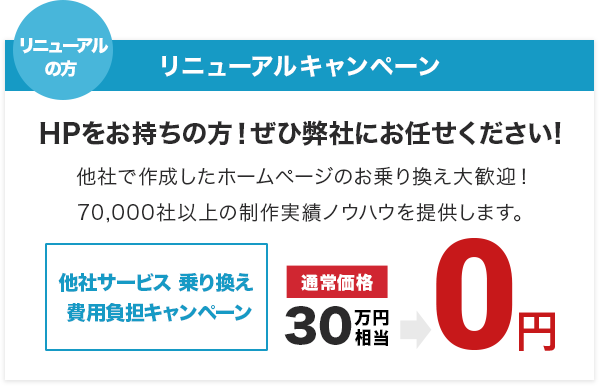 リニューアル
の方
リニューアルキャンペーン
HPをお持ちの方！ぜひ弊社にお任せください!
他社で作成したホームページのお乗り換え大歓迎！
70,000社以上の制作実績ノウハウを提供します。
他社サービス 乗り換え
費用負担キャンペーン
通常価格
30万円相当
0円